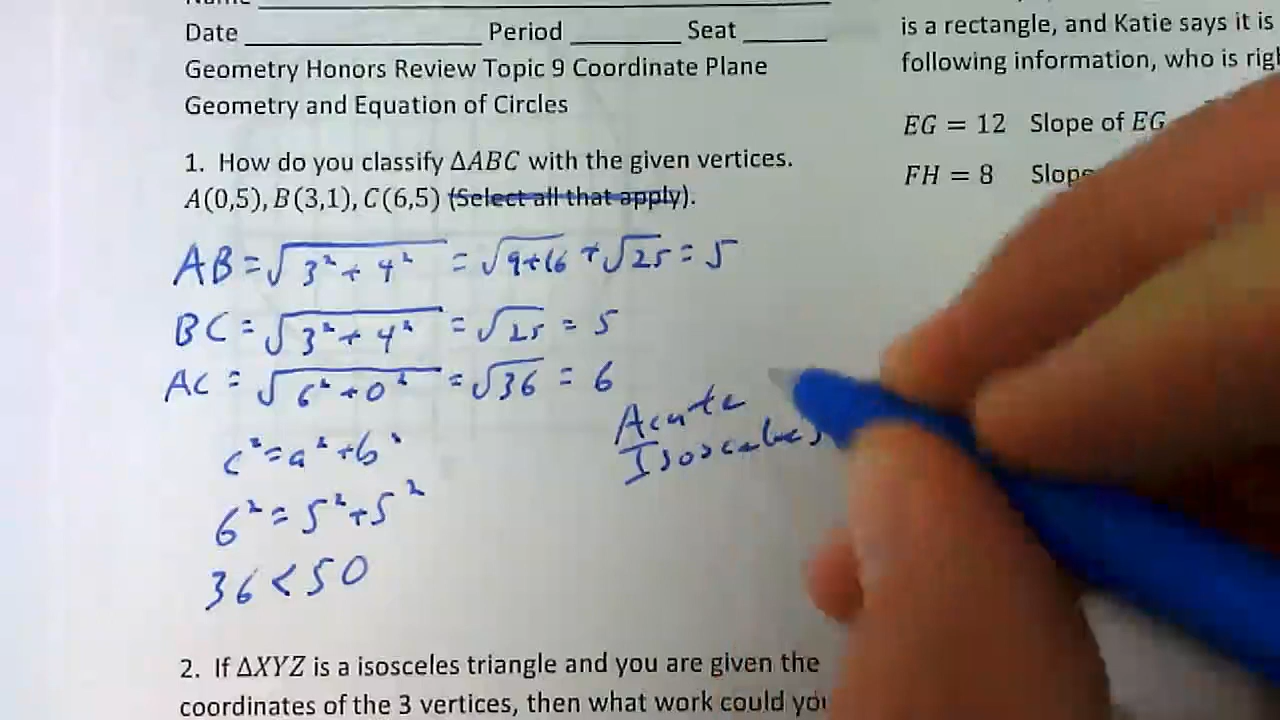 Name
Date Period Seat
Geometry Honors Review Topic 9 Coordinate Plane
Geometry and Equation of Circles
1. How do you classify ΔABC with the given vertices.
A(0,5), B(3,1), C(6,5) (Select all that apply).
AB = √(3² + 4²) = √(9+16) + √25 = 5
BC = √(3² + 4²) = √25 = 5
AC = √(6² + 0²) = √36 = 6
c² = a² + b²
6² = 5² + 5²
36 < 50
Acute
Isosceles
2. If ΔXYZ is a isosceles triangle and you are given the
coordinates of the 3 vertices, then what work could you
is a rectangle, and Katie says it is
following information, who is
EG = 12 Slope of EG
FH = 8